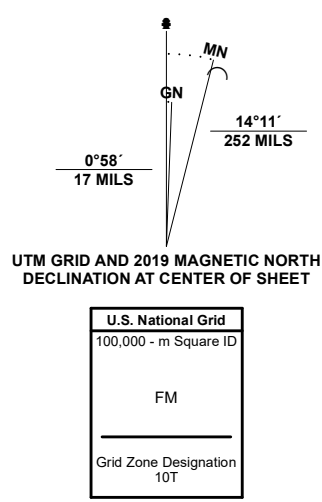 MN
GN
14°11´
252 MILS
0°58´
17 MILS
UTM GRID AND 2019 MAGNETIC NORTH
DECLINATION AT CENTER OF SHEET
U.S. National Grid
100,000 - m Square ID
FM
Grid Zone Designation
10T